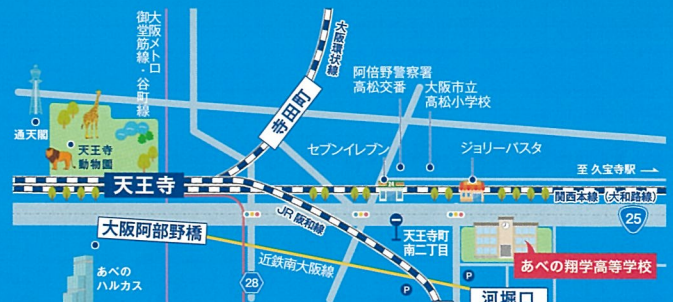 大阪メトロ
御堂筋線・谷町線
大阪環状線
寺田町
阿倍野警察署
高松交番
大阪市立
高松小学校
通天閣
天王寺
動物園
セブンイレブン
ジョリーパスタ
至 久宝寺駅
天王寺
関西本線 (大和路線)
25
JR 阪和線
大阪阿部野橋
天王寺町
南二丁目
あべの翔学高等学校
あべの
ハルカス
近鉄南大阪線
28
P
P
河堀口